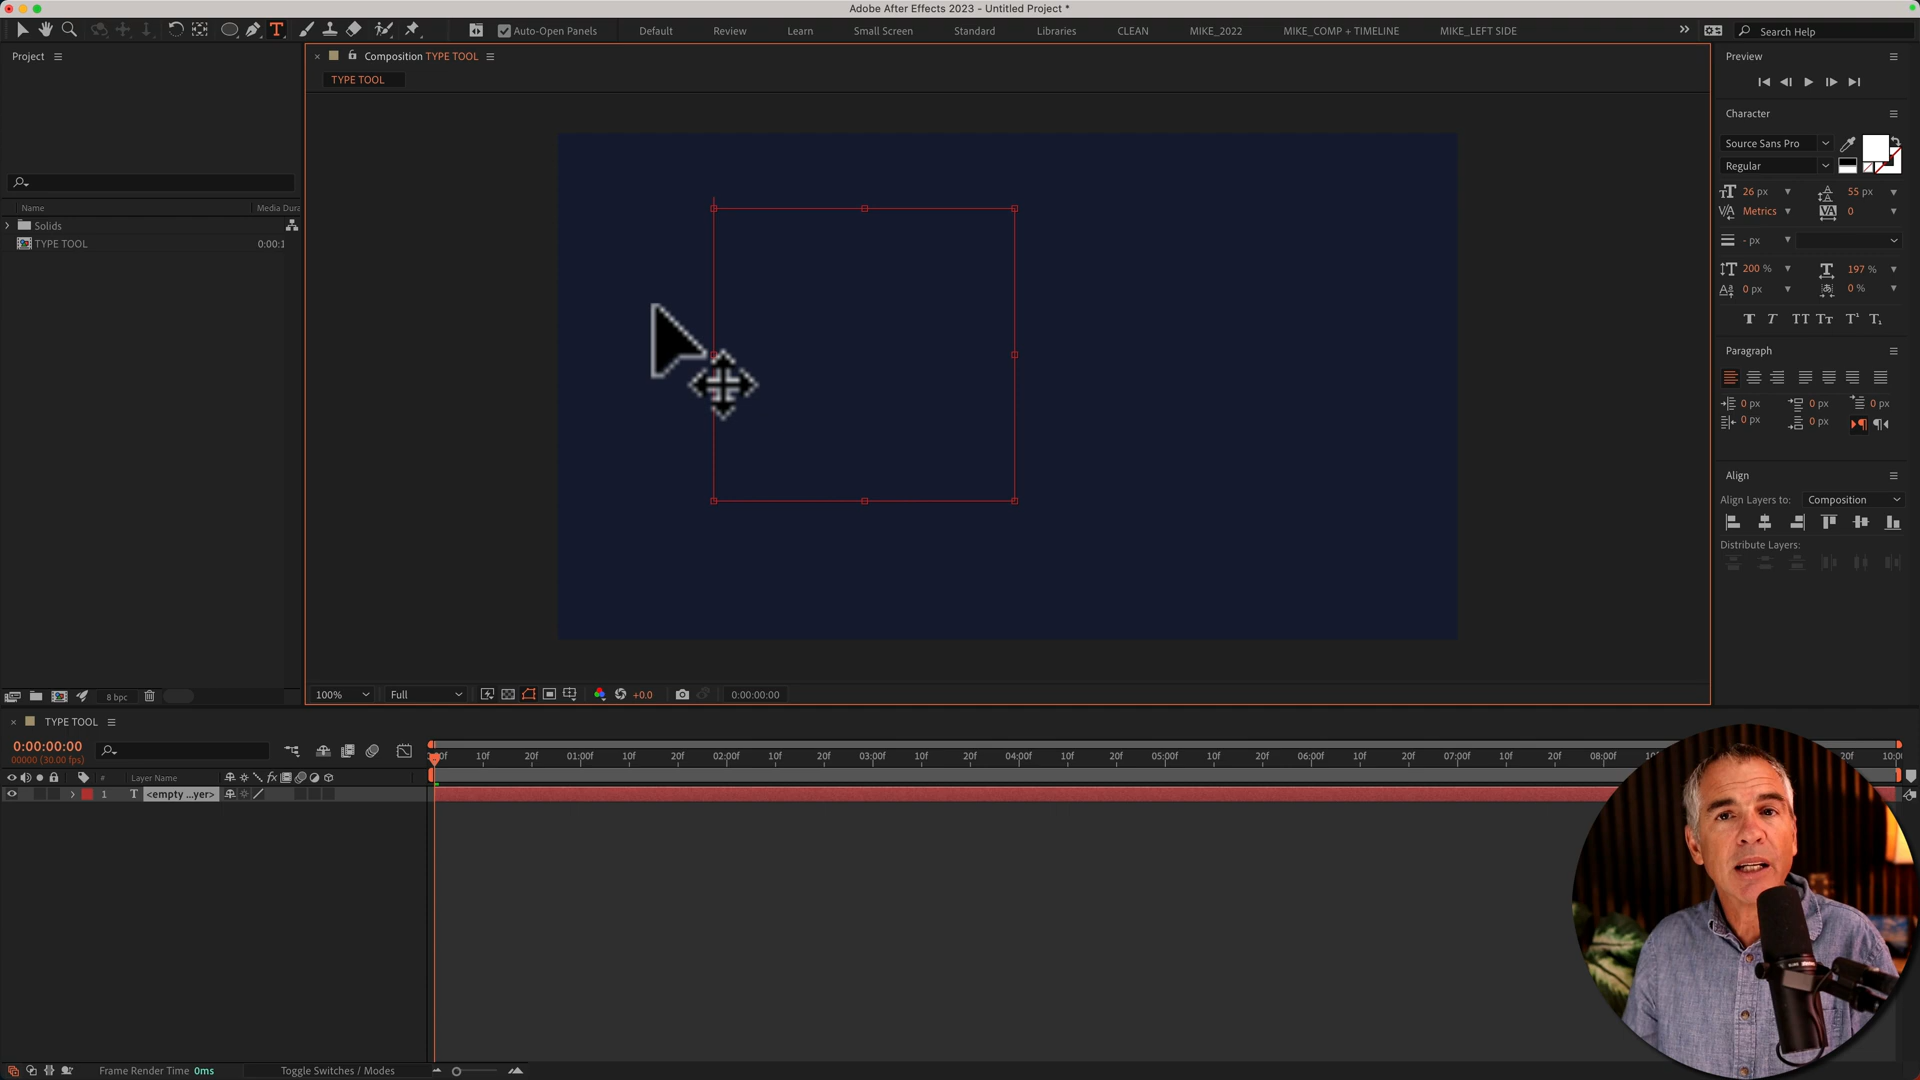 Adobe After Effects 2023 - Untitled Project *
Auto-Open Panels
Default
Review
Learn
Small Screen
Standard
Libraries
CLEAN
MIKE_2022
MIKE_COMP + TIMELINE
MIKE_LEFT SIDE
Search Help
Project
Composition TYPE TOOL
TYPE TOOL
Name
Media Dura
Solids
TYPE TOOL
0:00:1
8 bpc
100%
Full
+0.0
0:00:00:00
Preview
Character
Source Sans Pro
Regular
26 px
55 px
Metrics
0
- px
200 %
197 %
0 px
0 %
T T TT Tт T¹ T₁
Paragraph
0 px
0 px
0 px
0 px
0 px
Align
Align Layers to:
Composition
Distribute Layers:
TYPE TOOL
0:00:00:00
00000 (30.00 fps)
#
Layer Name
1
T
<empty ...yer>
:00f
10f
20f
01:00f
10f
20f
02:00f
10f
20f
03:00f
10f
20f
04:00f
10f
20f
05:00f
10f
20f
06:00f
10f
20f
07:00f
10f
20f
08:00f
10:0
Frame Render Time 0ms
Toggle Switches / Modes